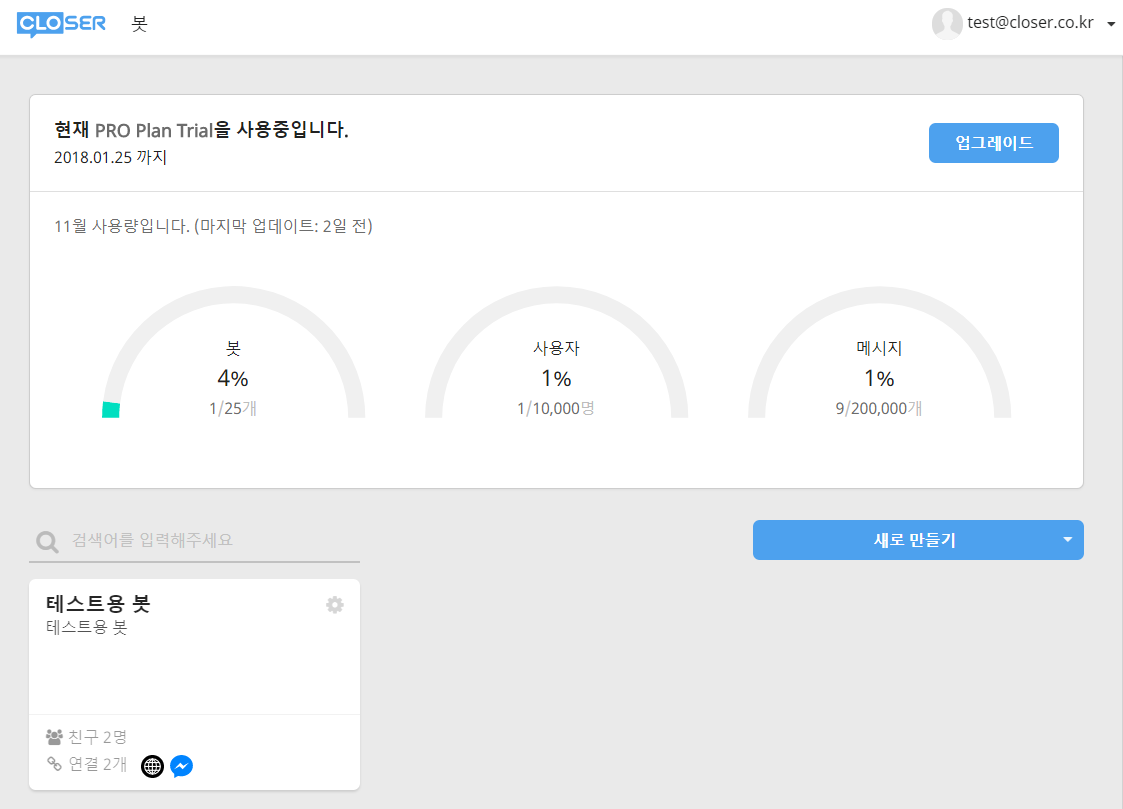 CLOSER 봇 test@closer.co.kr
현재 PRO Plan Trial을 사용중입니다.
2018.01.25 까지
업그레이드
11월 사용량입니다. (마지막 업데이트: 2일 전)
봇
4%
1/25개
사용자
1%
1/10,000명
메시지
1%
9/200,000개
검색어를 입력해주세요
새로 만들기
테스트용 봇
테스트용 봇
친구 2명
연결 2개